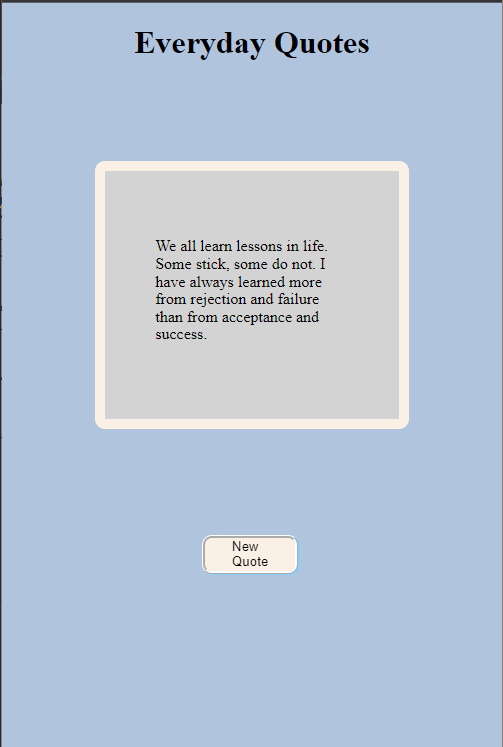 Everyday Quotes
We all learn lessons in life.
Some stick, some do not. I
have always learned more
from rejection and failure
than from acceptance and
success.
New
Quote